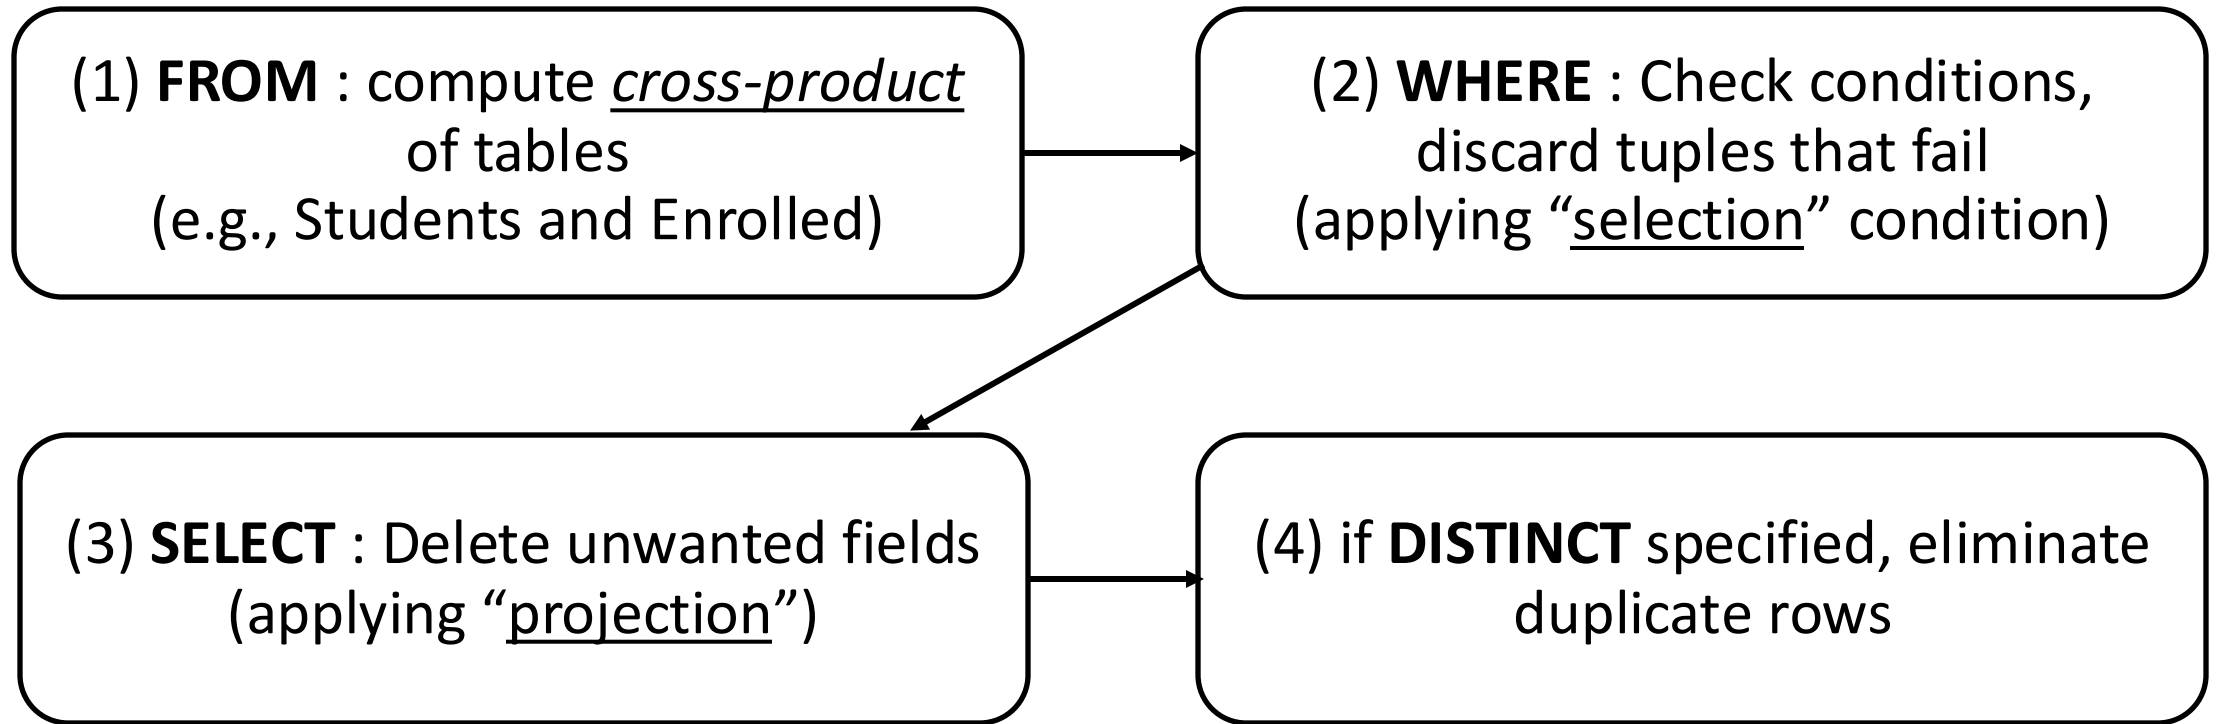 (1) FROM : compute cross-product
of tables
(e.g., Students and Enrolled)
(2) WHERE : Check conditions,
discard tuples that fail
(applying “selection” condition)
(3) SELECT : Delete unwanted fields
(applying “projection”)
(4) if DISTINCT specified, eliminate
duplicate rows